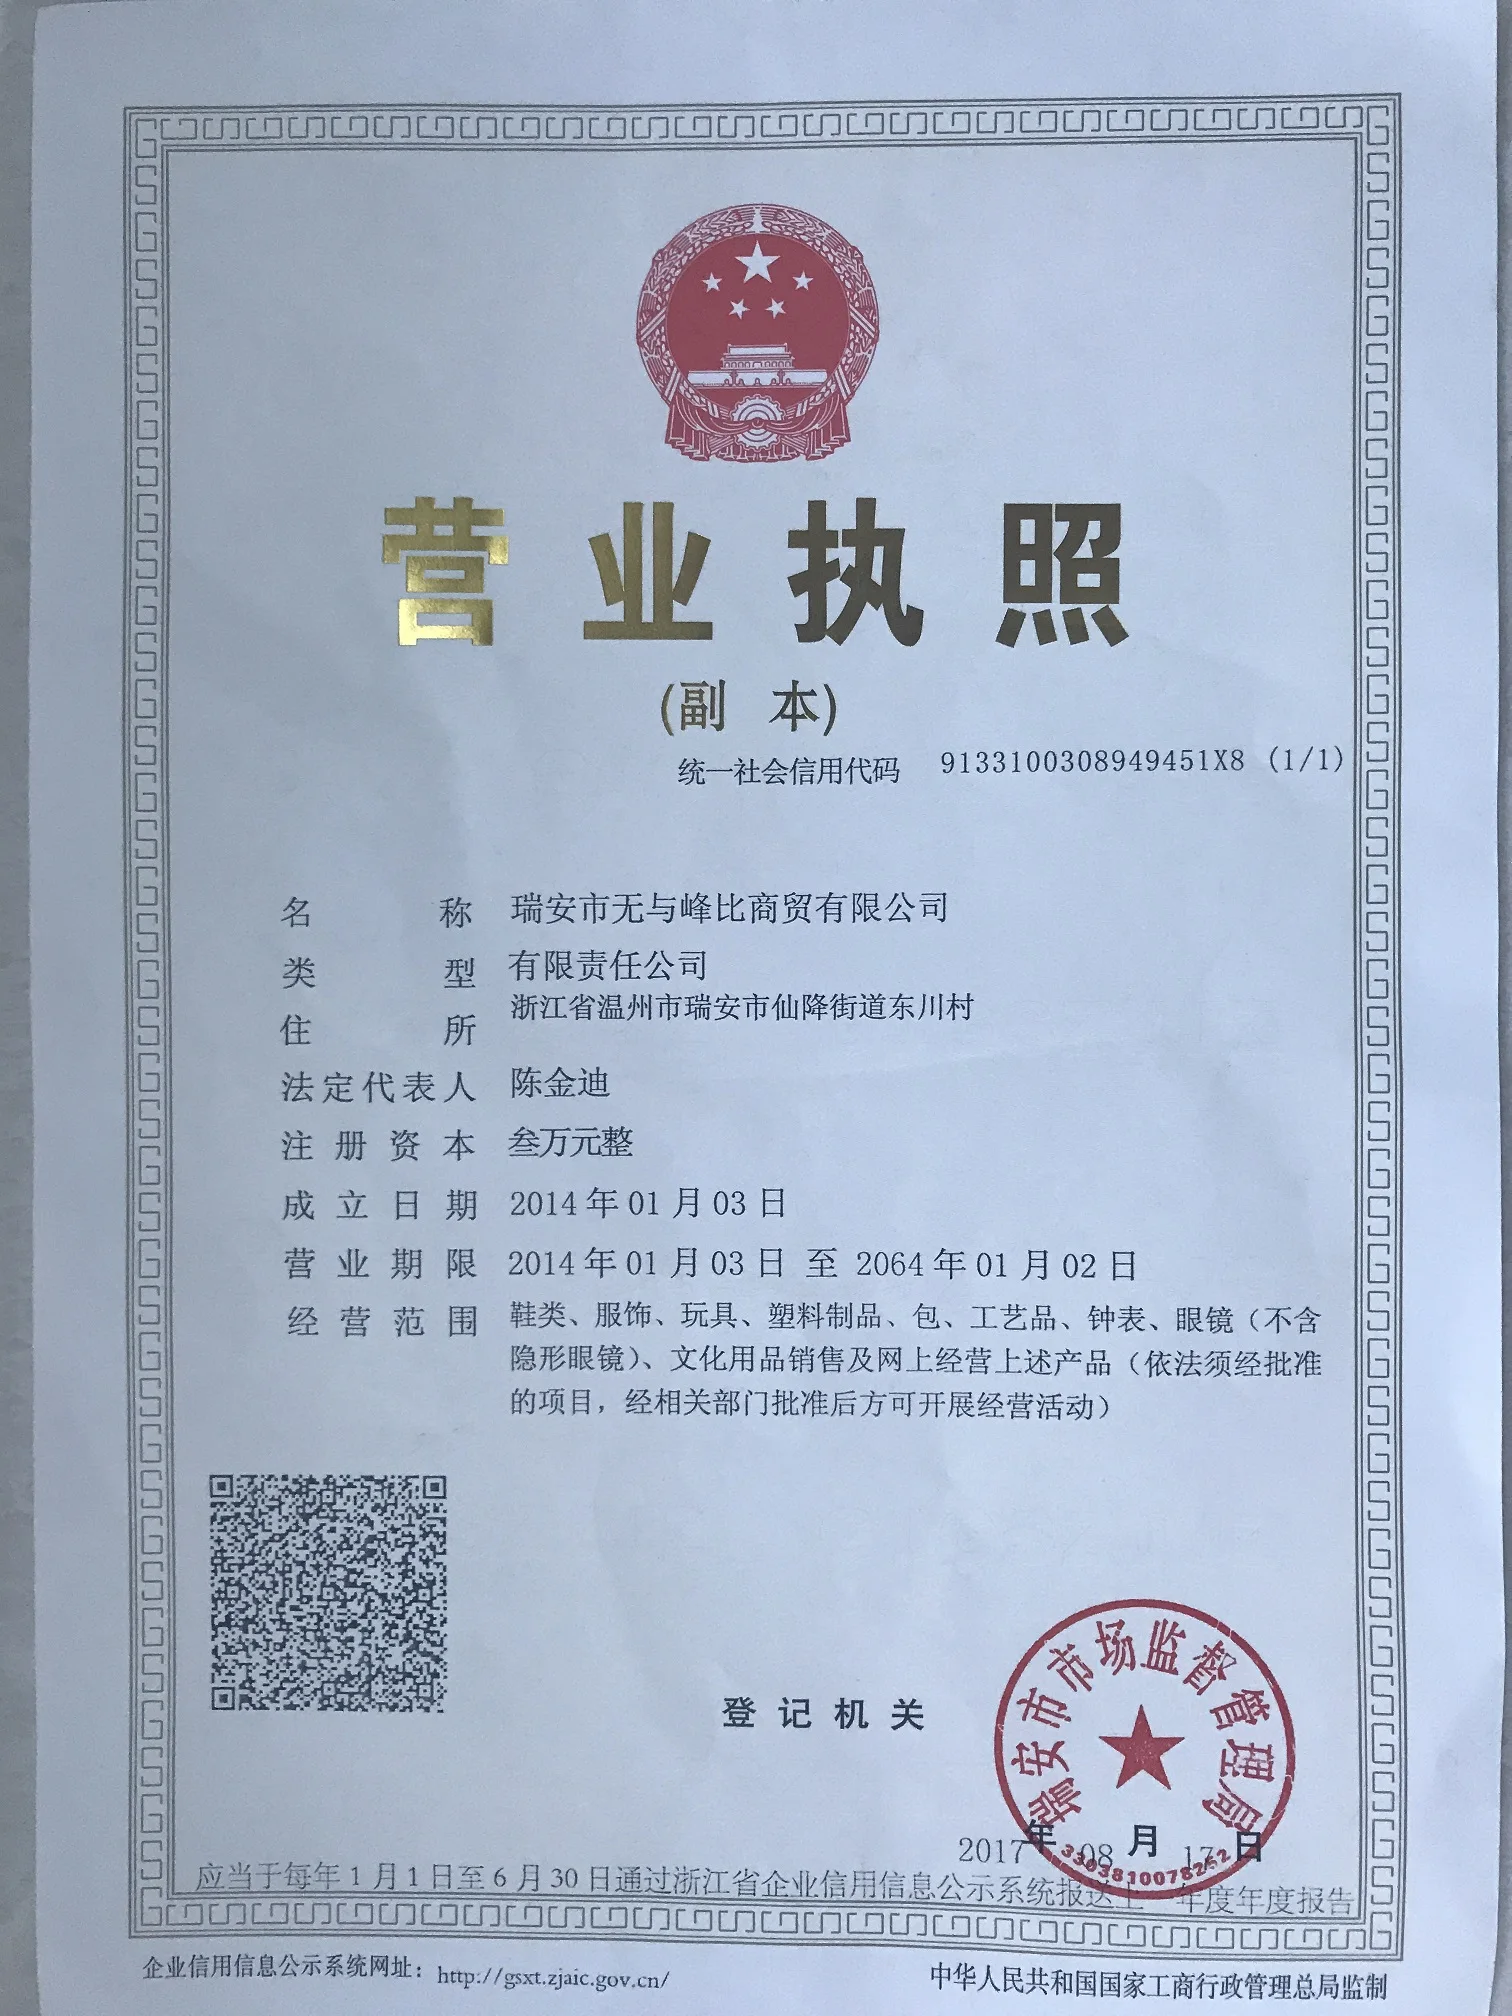 营业执照
(副 本)
统一社会信用代码 9133100308949451X8 (1/1)
名称 瑞安市无与峰比商贸有限公司
类型 有限责任公司
住所 浙江省温州市瑞安市仙降街道东川村
法定代表人 陈金迪
注册资本 叁万元整
成立日期 2014年01月03日
营业期限 2014年01月03日 至 2064年01月02日
经营范围 鞋类、服饰、玩具、塑料制品、包、工艺品、钟表、眼镜（不含
隐形眼镜）、文化用品销售及网上经营上述产品（依法须经批准
的项目，经相关部门批准后方可开展经营活动）
登记机关
瑞安市市场监督管理局
2017年08月17日
3303810078252
应当于每年1月1日至6月30日通过浙江省企业信用信息公示系统报送上一年度年度报告
企业信用信息公示系统网址：http://gsxt.zjaic.gov.cn/
中华人民共和国国家工商行政管理总局监制